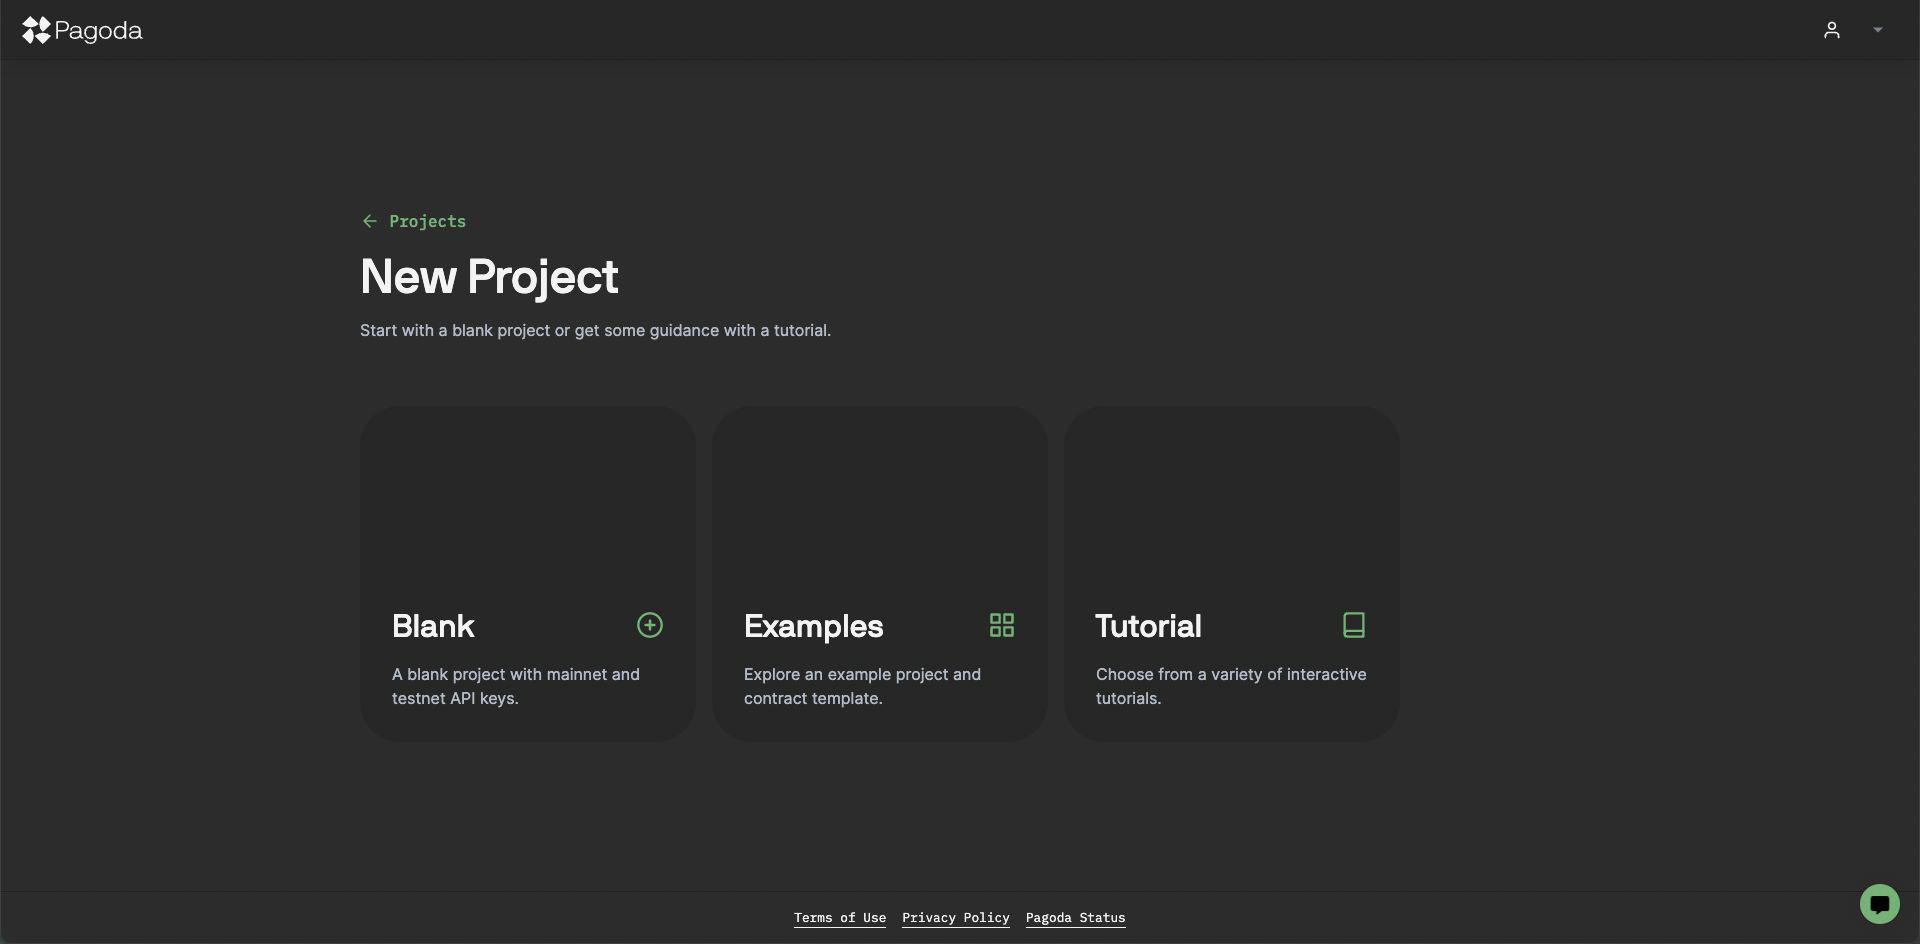 Pagoda
Projects
New Project
Start with a blank project or get some guidance with a tutorial.
Blank
A blank project with mainnet and
testnet API keys.
Examples
Explore an example project and
contract template.
Tutorial
Choose from a variety of interactive
tutorials.
Terms of Use Privacy Policy Pagoda Status